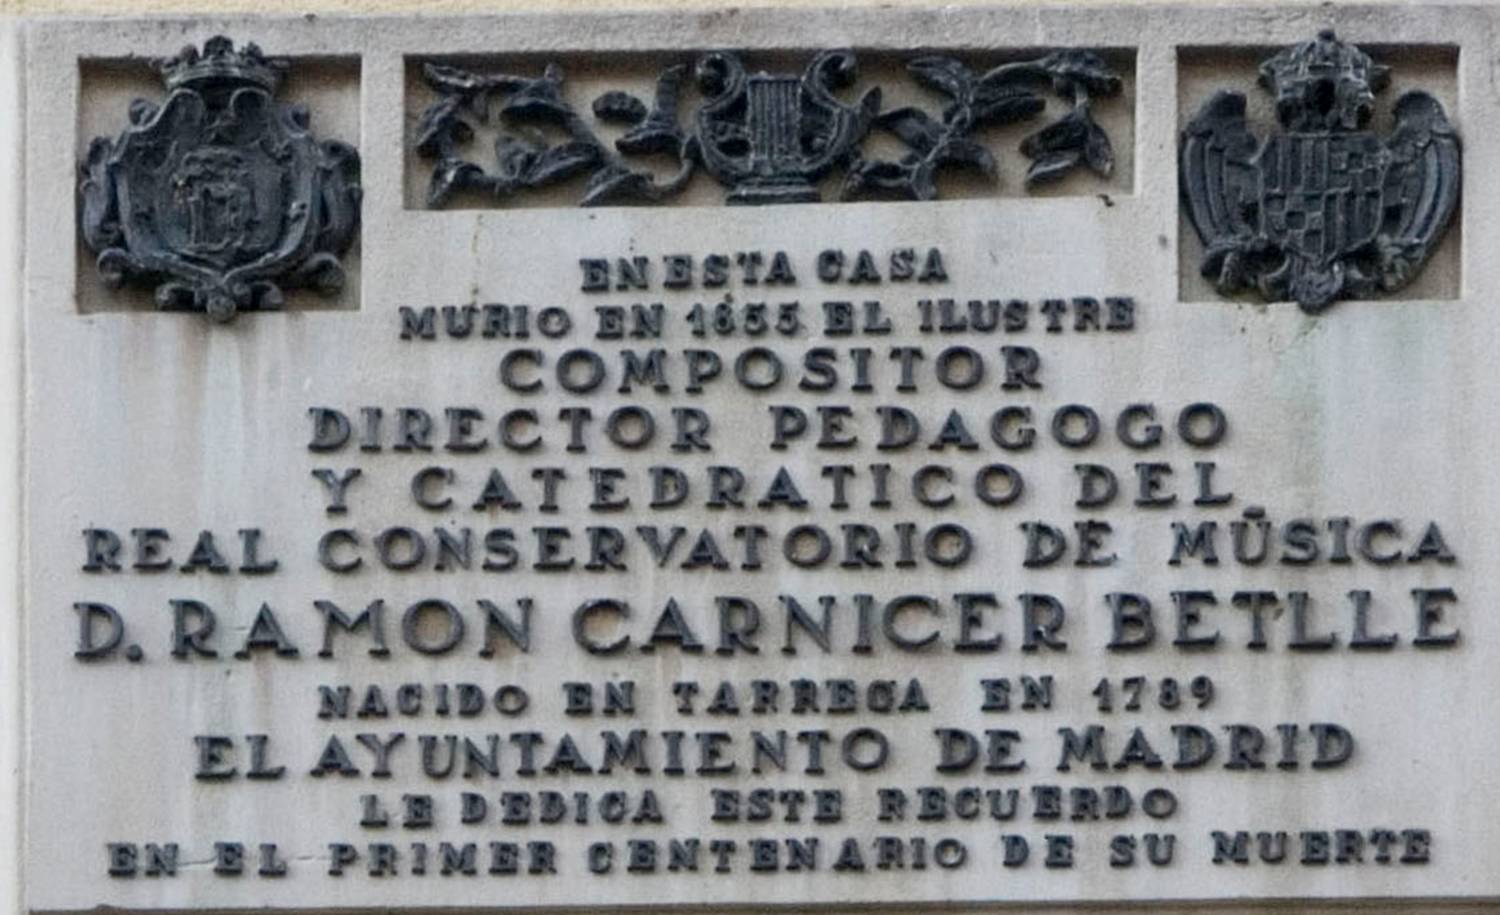 EN ESTA CASA
MURIO EN 1855 EL ILUSTRE
COMPOSITOR
DIRECTOR PEDAGOGO
Y CATEDRATICO DEL
REAL CONSERVATORIO DE MÚSICA
D. RAMON CARNICER BETLLE
NACIDO EN TARREGA EN 1789
EL AYUNTAMIENTO DE MADRID
LE DEDICA ESTE RECUERDO
EN EL PRIMER CENTENARIO DE SU MUERTE